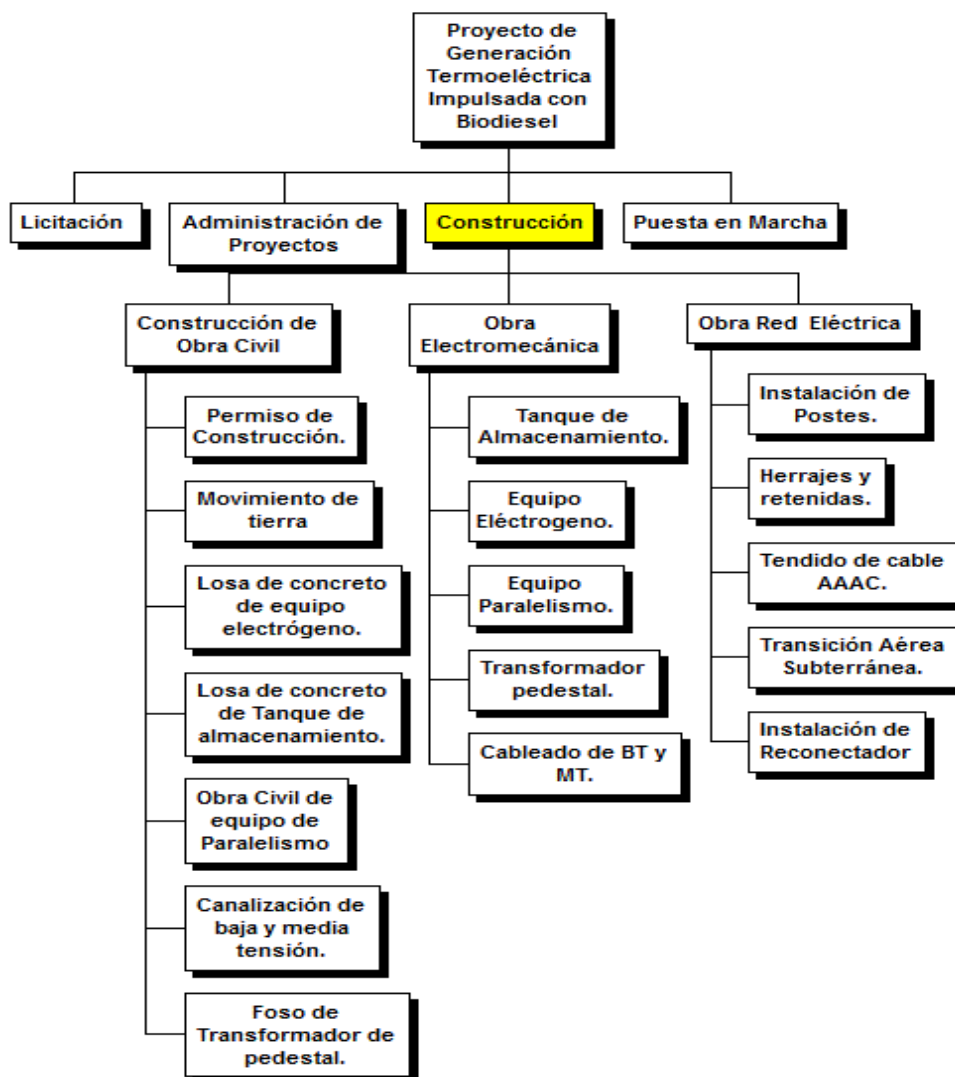 Proyecto de
Generación
Termoeléctrica
Impulsada con
Biodiesel
Licitación
Administración de
Proyectos
Construcción
Puesta en Marcha
Construcción de
Obra Civil
Permiso de
Construcción.
Movimiento de
tierra
Losa de concreto
de equipo
electrógeno.
Losa de concreto
de Tanque de
almacenamiento.
Obra Civil de
equipo de
Paralelismo
Canalización de
baja y media
tensión.
Foso de
Transformador de
pedestal.
Obra
Electromecánica
Tanque de
Almacenamiento.
Equipo
Eléctrogeno.
Equipo
Paralelismo.
Transformador
pedestal.
Cableado de BT y
MT.
Obra Red  Eléctrica
Instalación de
Postes.
Herrajes y
retenidas.
Tendido de cable
AAAC.
Transición Aérea
Subterránea.
Instalación de
Reconectador